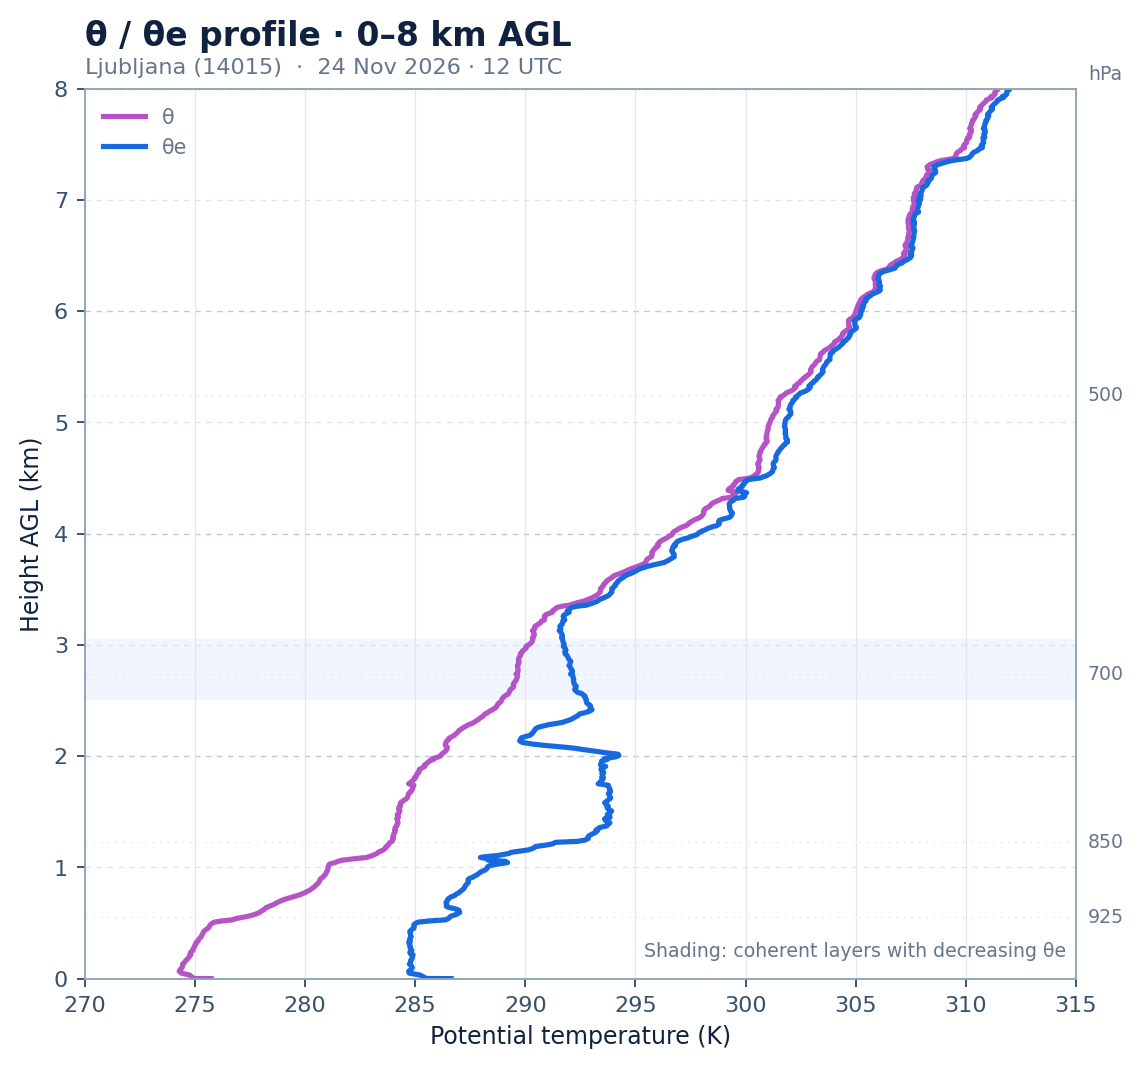 θ / θe profile · 0–8 km AGL
Ljubljana (14015) · 24 Nov 2026 · 12 UTC
hPa
θ
θe
8
7
6
5
4
3
2
1
0
500
700
850
925
Height AGL (km)
Shading: coherent layers with decreasing θe
270 275 280 285 290 295 300 305 310 315
Potential temperature (K)